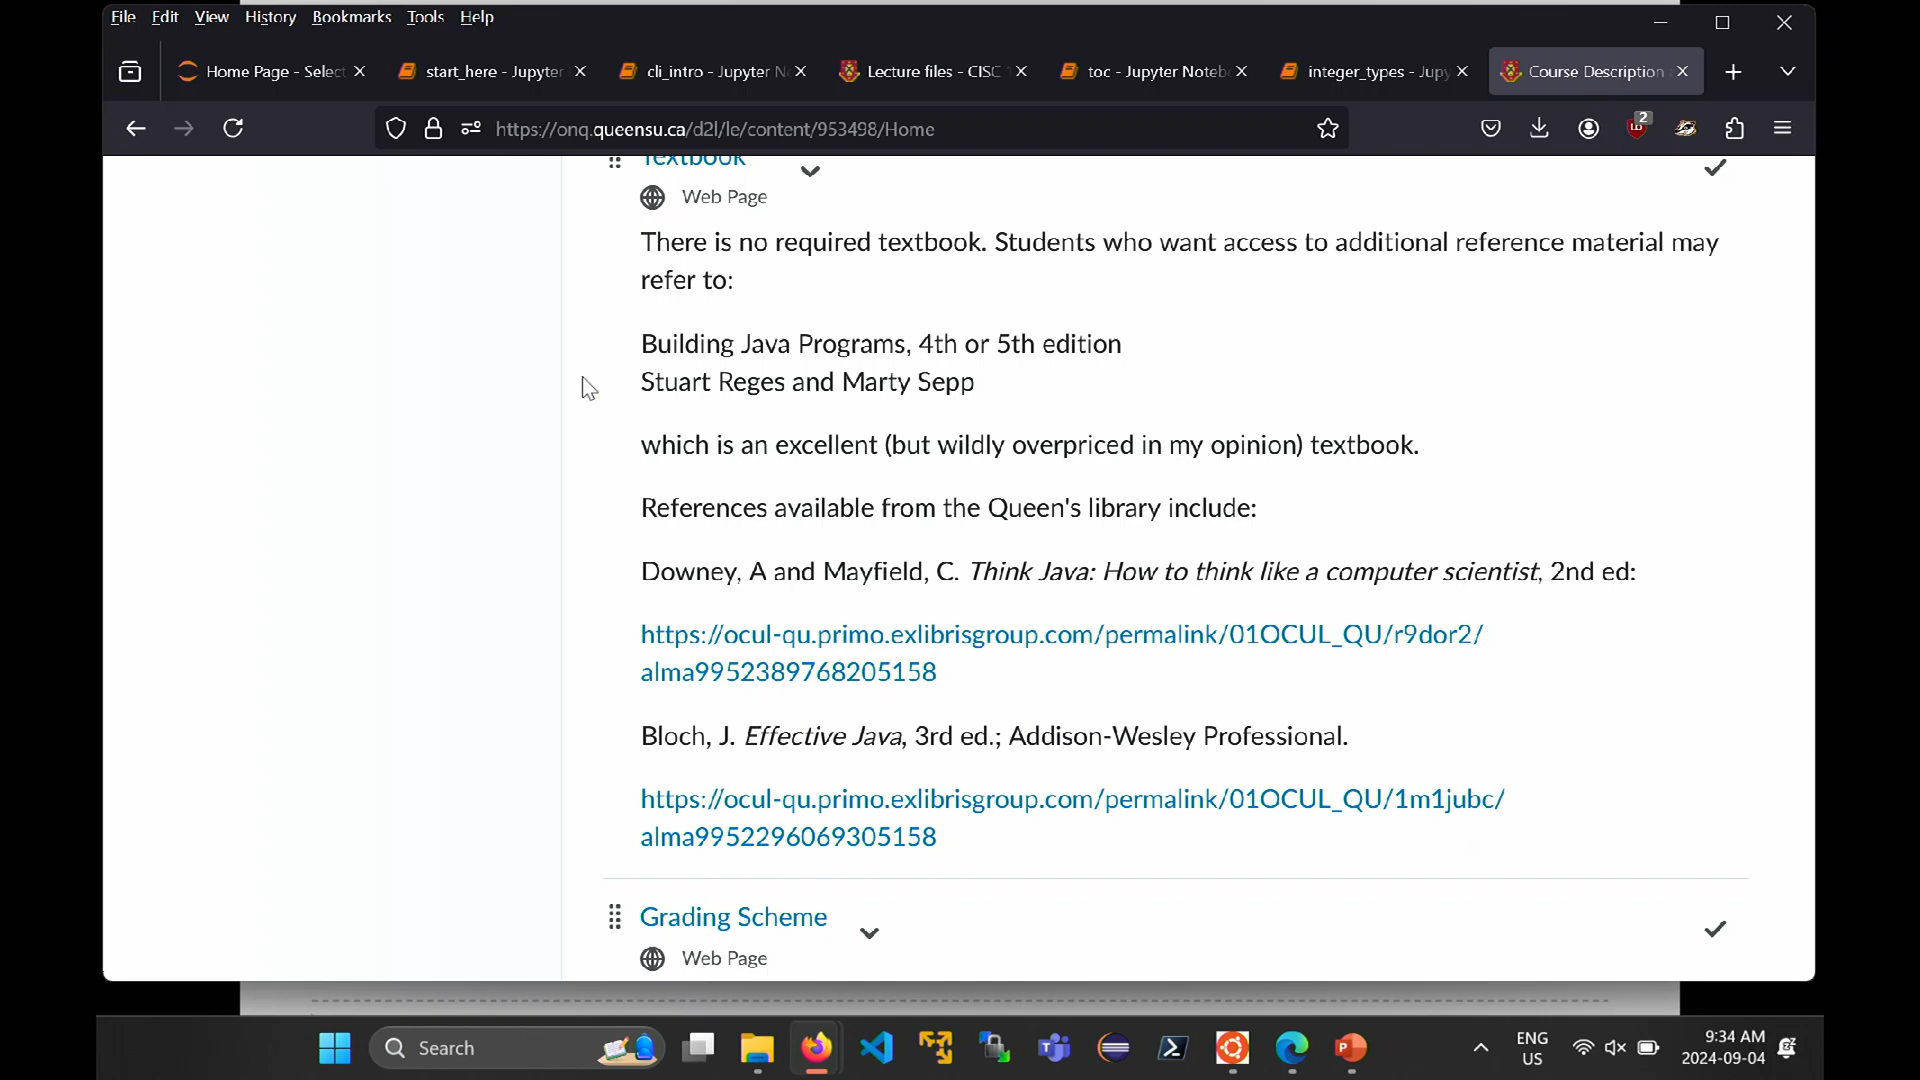 File Edit View History Bookmarks Tools Help
Home Page - Select
start_here - Jupyter
cli_intro - Jupyter N
Lecture files - CISC
toc - Jupyter Noteb
integer_types - Jupy
Course Description
https://onq.queensu.ca/d2l/le/content/953498/Home
2
Textbook
Web Page
There is no required textbook. Students who want access to additional reference material may
refer to:
Building Java Programs, 4th or 5th edition
Stuart Reges and Marty Sepp
which is an excellent (but wildly overpriced in my opinion) textbook.
References available from the Queen's library include:
Downey, A and Mayfield, C. Think Java: How to think like a computer scientist, 2nd ed:
https://ocul-qu.primo.exlibrisgroup.com/permalink/01OCUL_QU/r9dor2/
alma9952389768205158
Bloch, J. Effective Java, 3rd ed.; Addison-Wesley Professional.
https://ocul-qu.primo.exlibrisgroup.com/permalink/01OCUL_QU/1m1jubc/
alma9952296069305158
Grading Scheme
Web Page
Search
ENG
US
9:34 AM
2024-09-04